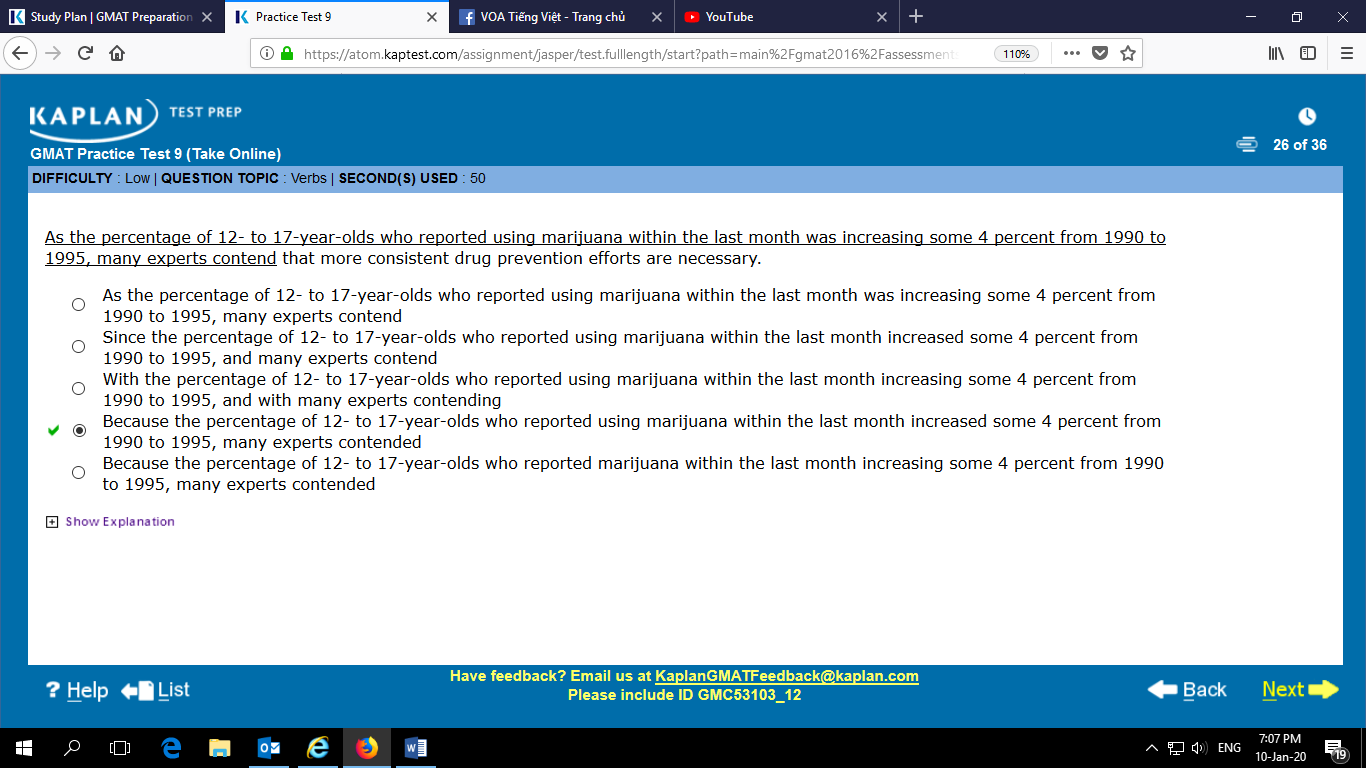 Study Plan | GMAT Preparation
Practice Test 9
VOA Tiếng Việt - Trang chủ
YouTube
https://atom.kaptest.com/assignment/jasper/test.fulllength/start?path=main%2Fgmat2016%2Fassessment
110%
KAPLAN TEST PREP
GMAT Practice Test 9 (Take Online)
26 of 36
DIFFICULTY : Low | QUESTION TOPIC : Verbs | SECOND(S) USED : 50
As the percentage of 12- to 17-year-olds who reported using marijuana within the last month was increasing some 4 percent from 1990 to
1995, many experts contend that more consistent drug prevention efforts are necessary.
As the percentage of 12- to 17-year-olds who reported using marijuana within the last month was increasing some 4 percent from
1990 to 1995, many experts contend
Since the percentage of 12- to 17-year-olds who reported using marijuana within the last month increased some 4 percent from
1990 to 1995, and many experts contend
With the percentage of 12- to 17-year-olds who reported using marijuana within the last month increasing some 4 percent from
1990 to 1995, and with many experts contending
Because the percentage of 12- to 17-year-olds who reported using marijuana within the last month increased some 4 percent from
1990 to 1995, many experts contended
Because the percentage of 12- to 17-year-olds who reported marijuana within the last month increasing some 4 percent from 1990
to 1995, many experts contended
Show Explanation
Have feedback? Email us at KaplanGMATFeedback@kaplan.com
Please include ID GMC53103_12
? Help
List
Back
Next
ENG
7:07 PM
10-Jan-20
19